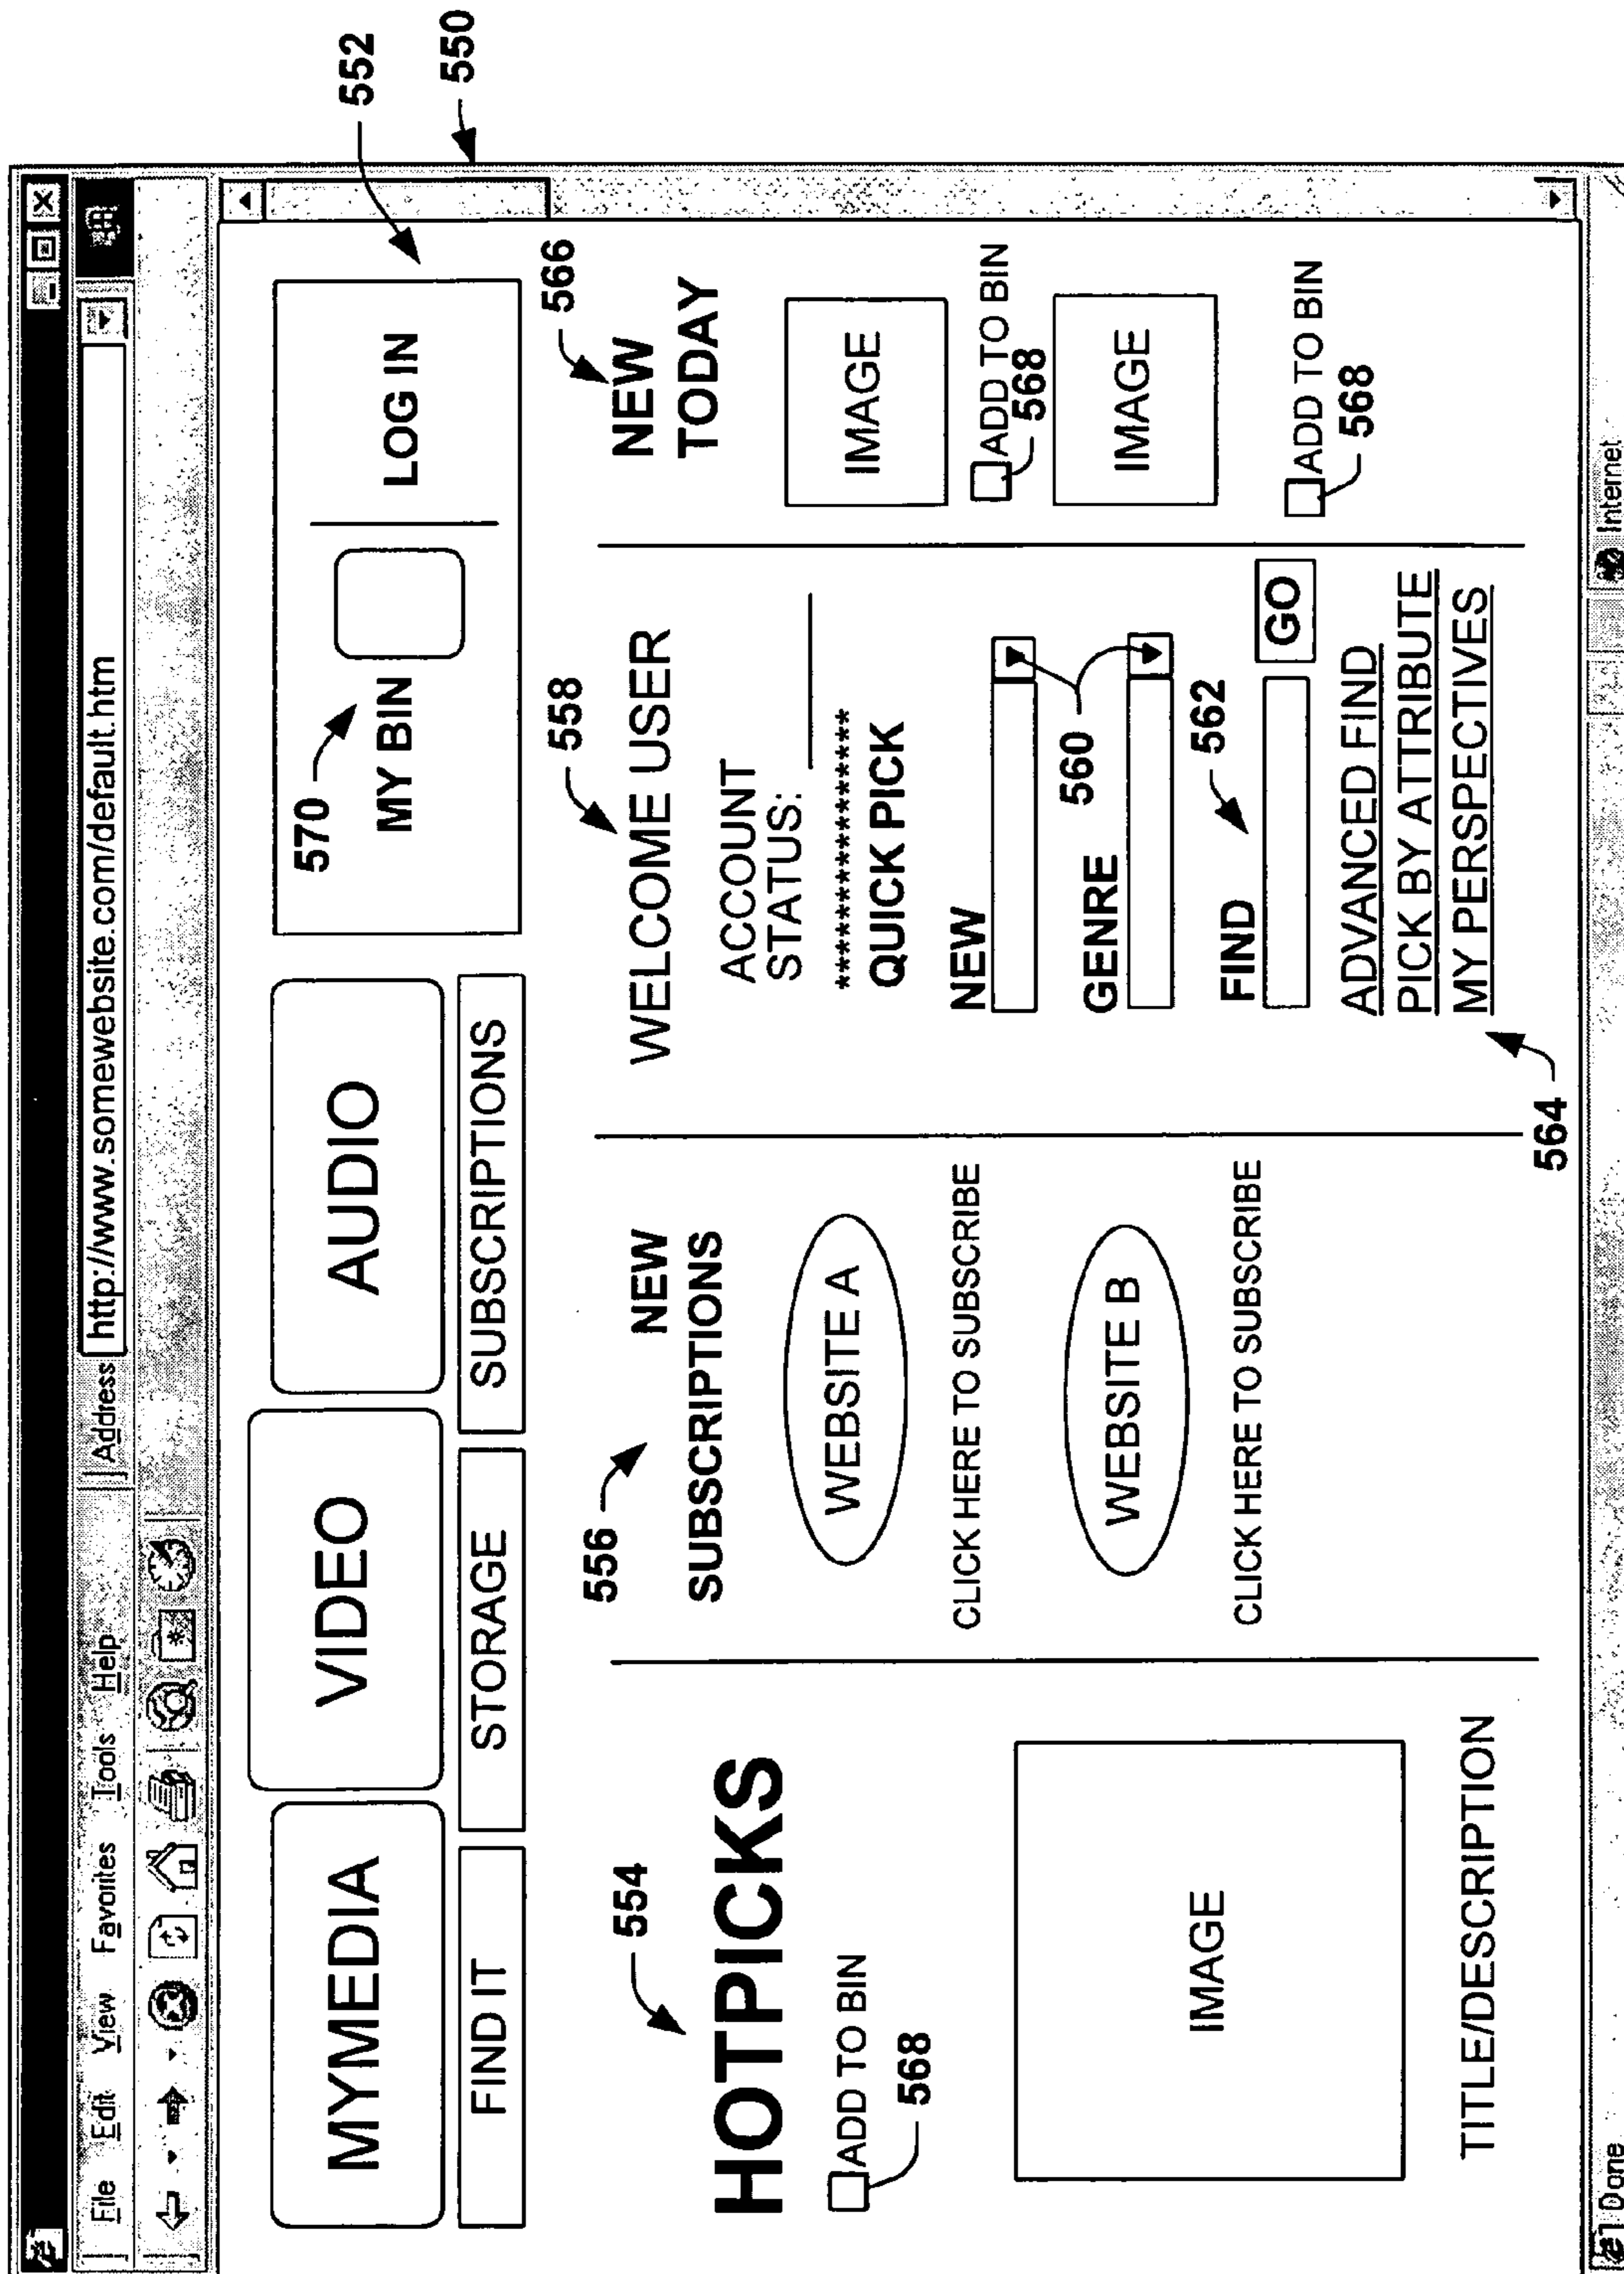 File Edit View Favorites Tools Help
Address http://www.somewebsite.com/default.htm
552
550
MYMEDIA
VIDEO
AUDIO
570
MY BIN
LOG IN
FIND IT
STORAGE
SUBSCRIPTIONS
554
HOTPICKS
ADD TO BIN
568
IMAGE
TITLE/DESCRIPTION
556
NEW
SUBSCRIPTIONS
WEBSITE A
CLICK HERE TO SUBSCRIBE
WEBSITE B
CLICK HERE TO SUBSCRIBE
558
WELCOME USER
ACCOUNT
STATUS:
**************
QUICK PICK
NEW
560
GENRE
562
FIND
GO
ADVANCED FIND
PICK BY ATTRIBUTE
MY PERSPECTIVES
564
566
NEW
TODAY
IMAGE
ADD TO BIN
568
IMAGE
ADD TO BIN
568
Done
Internet